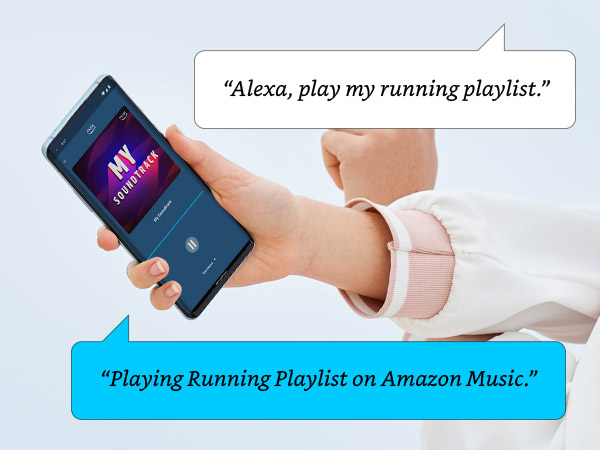 “Alexa, play my running playlist.”
MY
SOUNDTRACK
My Soundtrack
“Playing Running Playlist on Amazon Music.”